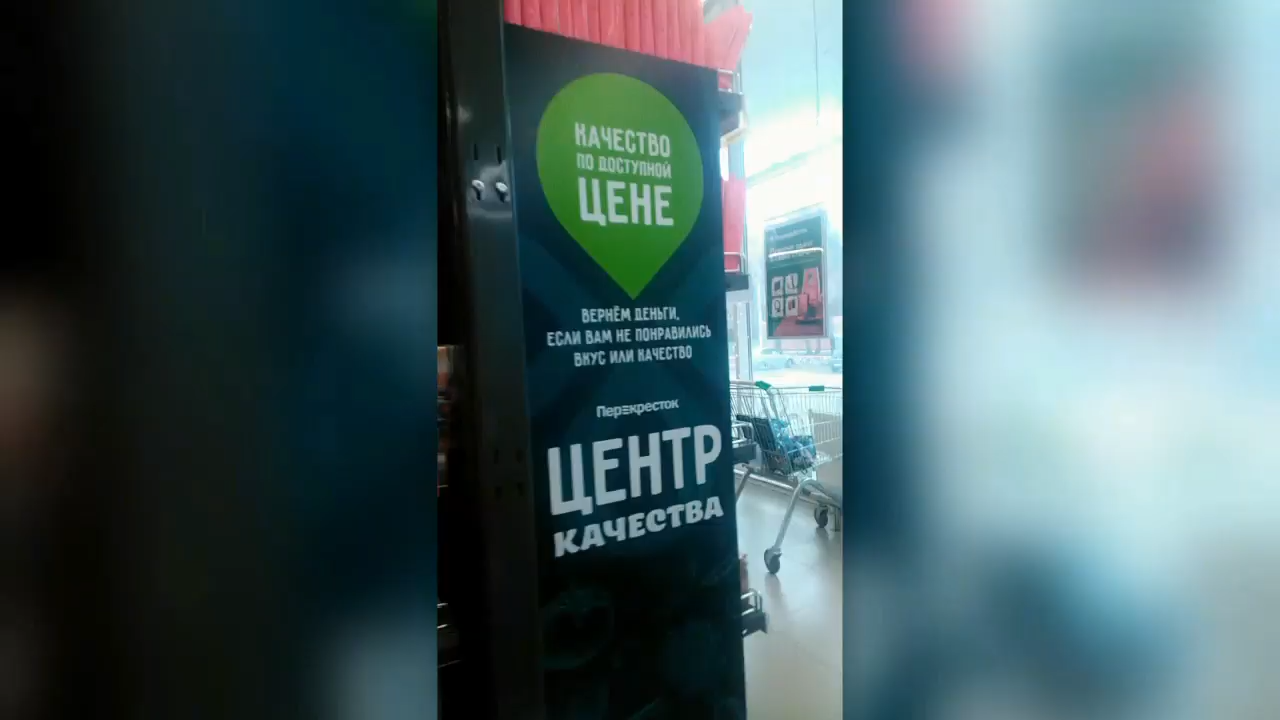 КАЧЕСТВО
ПО ДОСТУПНОЙ
ЦЕНЕ
ВЕРНЁМ ДЕНЬГИ,
ЕСЛИ ВАМ НЕ ПОНРАВИЛИСЬ
ВКУС ИЛИ КАЧЕСТВО
Перекресток
ЦЕНТР
КАЧЕСТВА